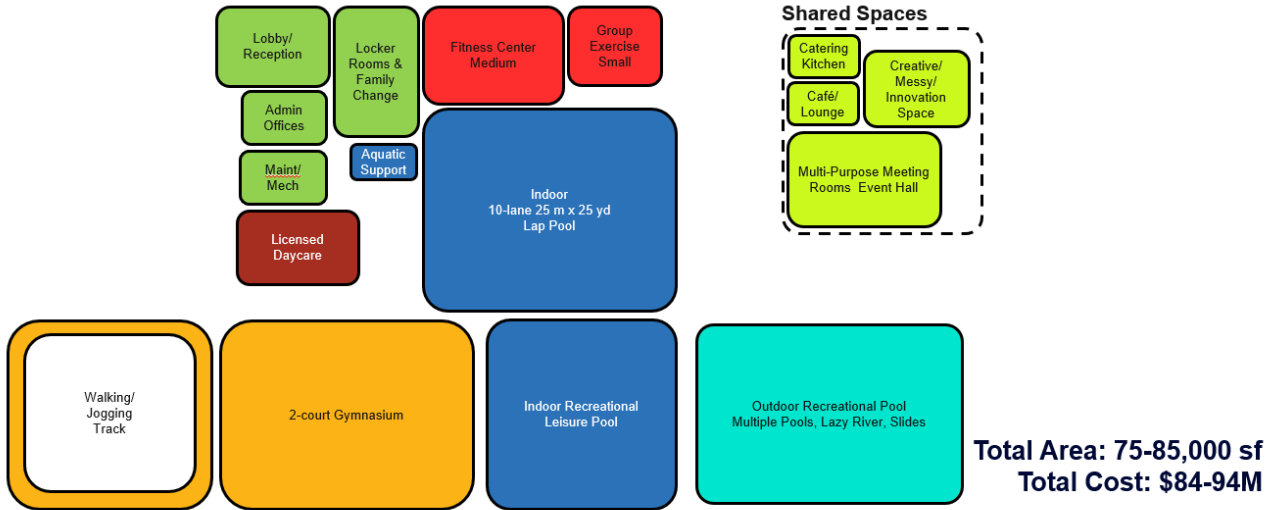 Lobby/
Reception
Locker
Rooms &
Family
Change
Fitness Center
Medium
Group
Exercise
Small
Admin
Offices
Maint/
Mech
Aquatic
Support
Licensed
Daycare
Indoor
10-lane 25 m x 25 yd
Lap Pool
Shared Spaces
Catering
Kitchen
Café/
Lounge
Creative/
Messy/
Innovation
Space
Multi-Purpose Meeting
Rooms  Event Hall
Walking/
Jogging
Track
2-court Gymnasium
Indoor Recreational
Leisure Pool
Outdoor Recreational Pool
Multiple Pools, Lazy River, Slides
Total Area: 75-85,000 sf
Total Cost: $84-94M